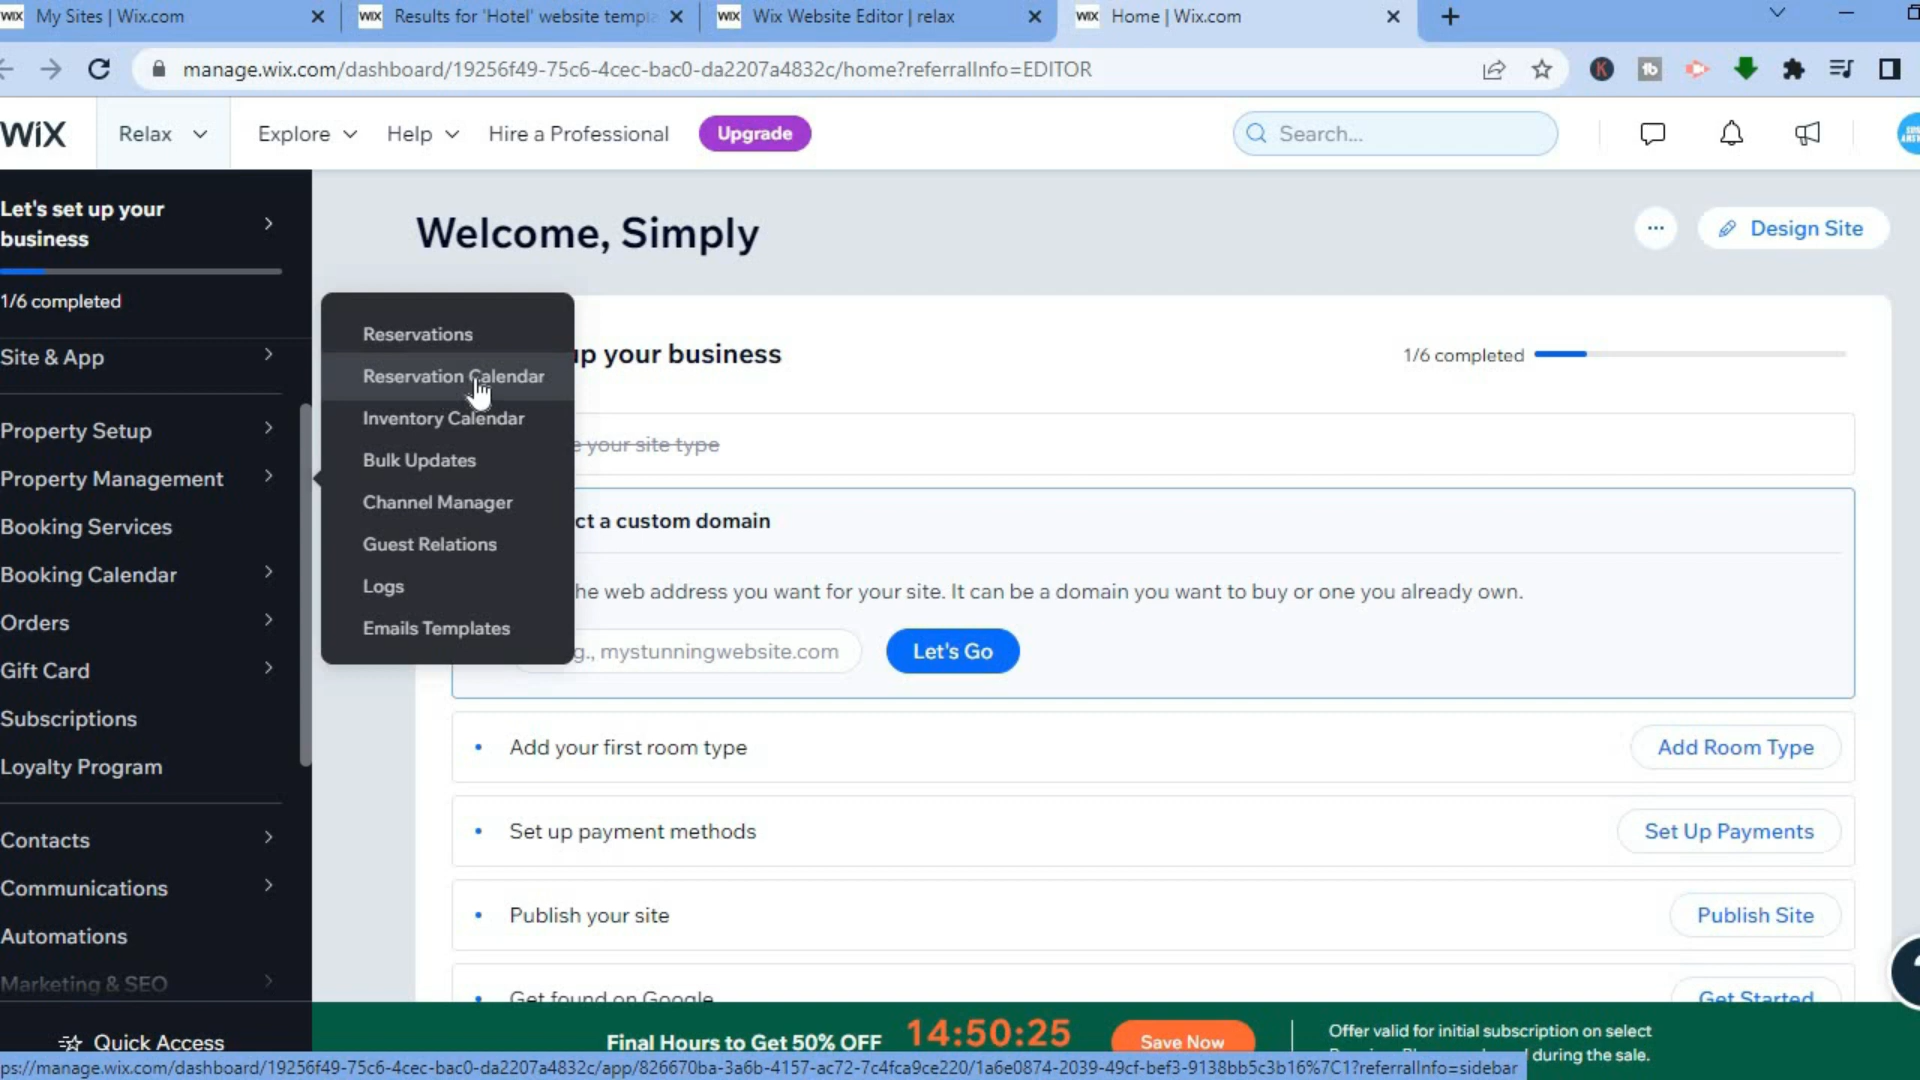 WIX My Sites | Wix.com
WIX Results for 'Hotel' website templa
WIX Wix Website Editor | relax
WIX Home | Wix.com
manage.wix.com/dashboard/19256f49-75c6-4cec-bac0-da2207a4832c/home?referralInfo=EDITOR
WiX Relax Explore Help Hire a Professional Upgrade Search...
Let's set up your
business
1/6 completed
Site & App
Property Setup
Property Management
Booking Services
Booking Calendar
Orders
Gift Card
Subscriptions
Loyalty Program
Contacts
Communications
Automations
Marketing & SEO
Quick Access
Reservations
Reservation Calendar
Inventory Calendar
Bulk Updates
Channel Manager
Guest Relations
Logs
Emails Templates
Welcome, Simply
Design Site
up your business
1/6 completed
e your site type
ct a custom domain
he web address you want for your site. It can be a domain you want to buy or one you already own.
g., mystunningwebsite.com Let's Go
Add your first room type Add Room Type
Set up payment methods Set Up Payments
Publish your site Publish Site
Get found on Google Get Started
Final Hours to Get 50% OFF 14:50:25 Save Now
Offer valid for initial subscription on select
during the sale.
ps://manage.wix.com/dashboard/19256f49-75c6-4cec-bac0-da2207a4832c/app/826670ba-3a6b-4157-ac72-7c4fca9ce220/1a6e0874-2039-49cf-bef3-9138bb5c3b16%7C1?referralInfo=sidebar